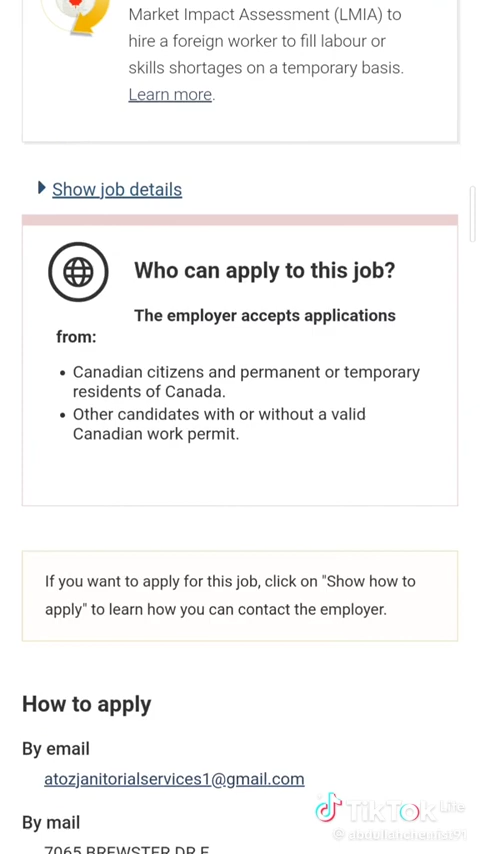 Market Impact Assessment (LMIA) to
hire a foreign worker to fill labour or
skills shortages on a temporary basis.
Learn more.
Show job details
Who can apply to this job?
The employer accepts applications
from:
• Canadian citizens and permanent or temporary
residents of Canada.
• Other candidates with or without a valid
Canadian work permit.
If you want to apply for this job, click on "Show how to
apply" to learn how you can contact the employer.
How to apply
By email
atozjanitorialservices1@gmail.com
By mail
7065 BREWSTER DR E
TikTok Lite